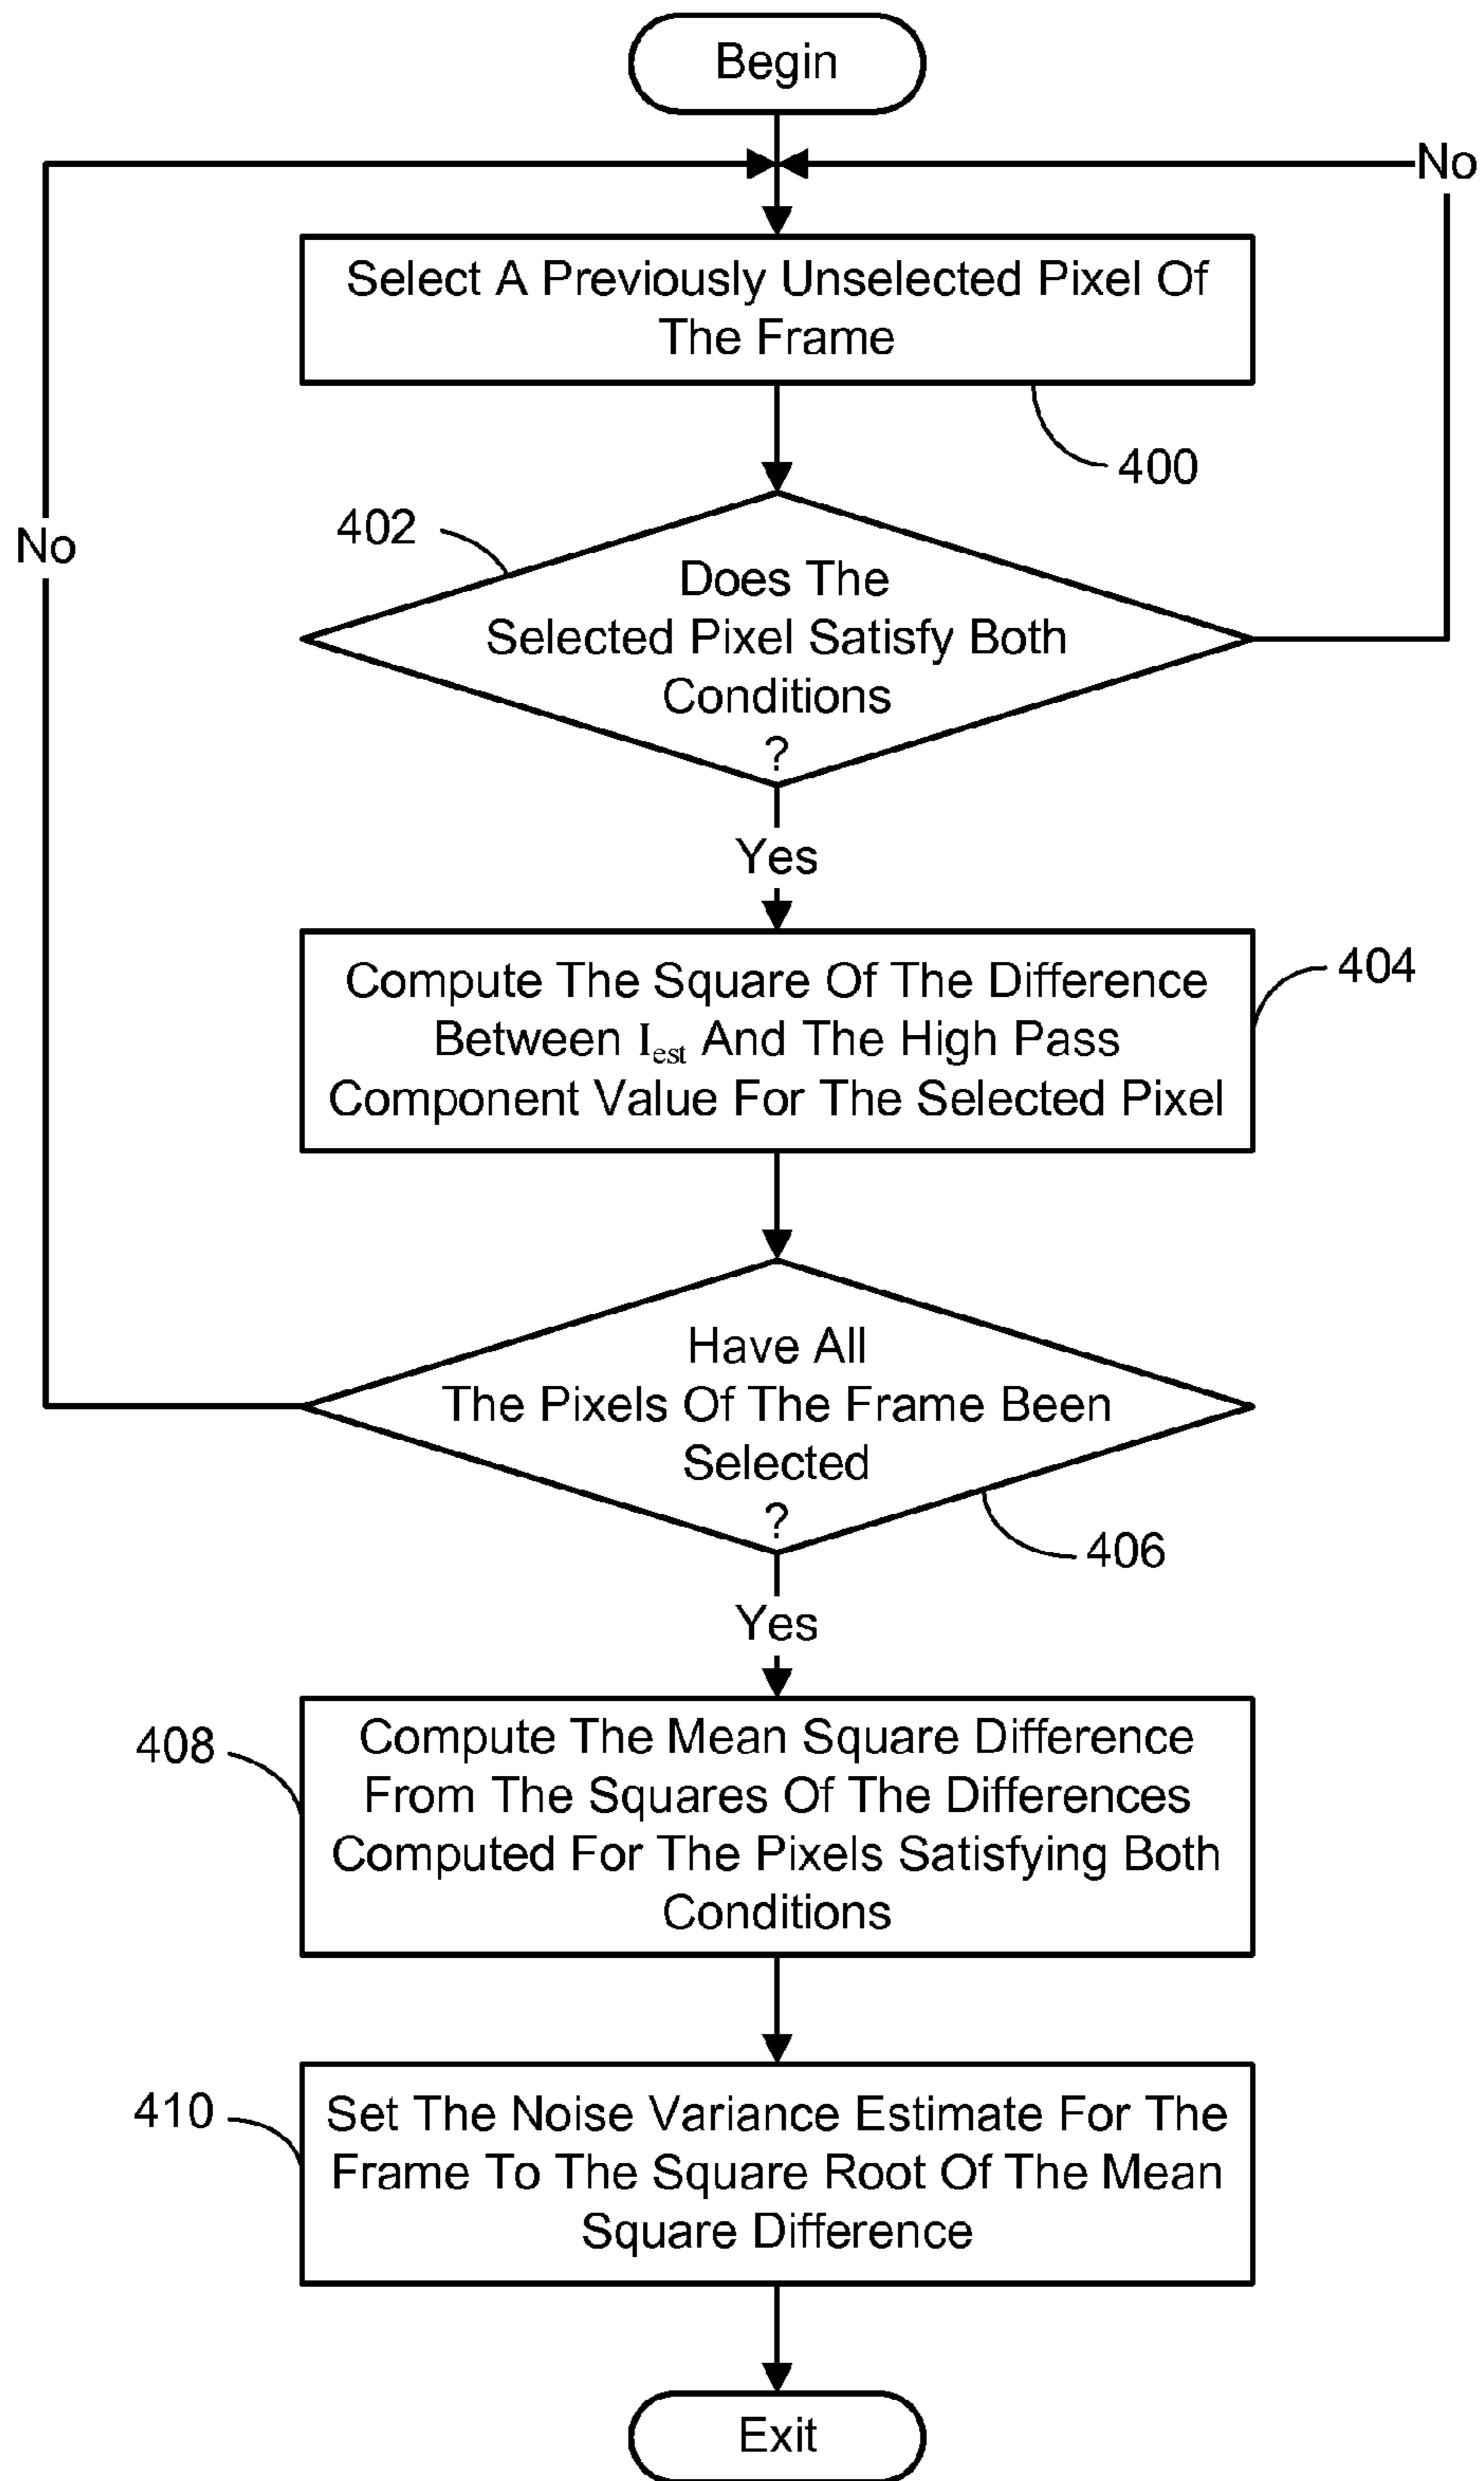 Begin
No
Select A Previously Unselected Pixel Of
The Frame
400
402
No
Does The
Selected Pixel Satisfy Both
Conditions
?
Yes
Compute The Square Of The Difference
Between I_est And The High Pass
Component Value For The Selected Pixel
404
Have All
The Pixels Of The Frame Been
Selected
?
406
Yes
408
Compute The Mean Square Difference
From The Squares Of The Differences
Computed For The Pixels Satisfying Both
Conditions
410
Set The Noise Variance Estimate For The
Frame To The Square Root Of The Mean
Square Difference
Exit